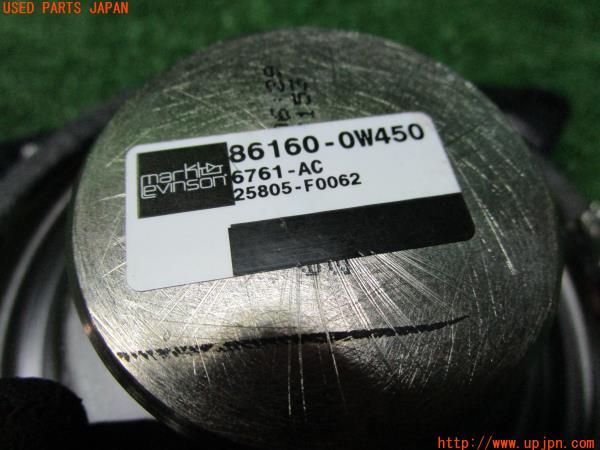 USED PARTS JAPAN
mark
levinson
86160-0W450
6761-AC
25805-F0062
http://www.upjpn.com/